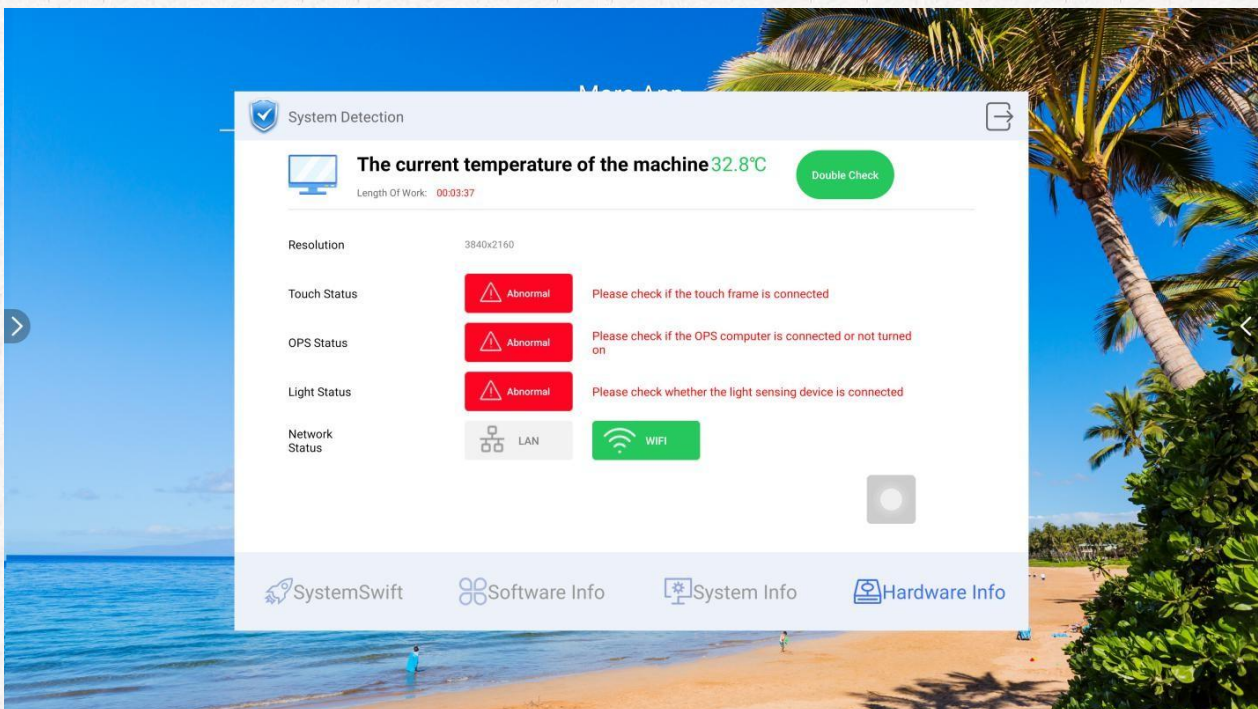 System Detection
The current temperature of the machine 32.8℃
Double Check
Length Of Work: 00:03:37
Resolution 3840x2160
Touch Status Abnormal Please check if the touch frame is connected
OPS Status Abnormal Please check if the OPS computer is connected or not turned
on
Light Status Abnormal Please check whether the light sensing device is connected
Network
Status
LAN WIFI
SystemSwift Software Info System Info Hardware Info